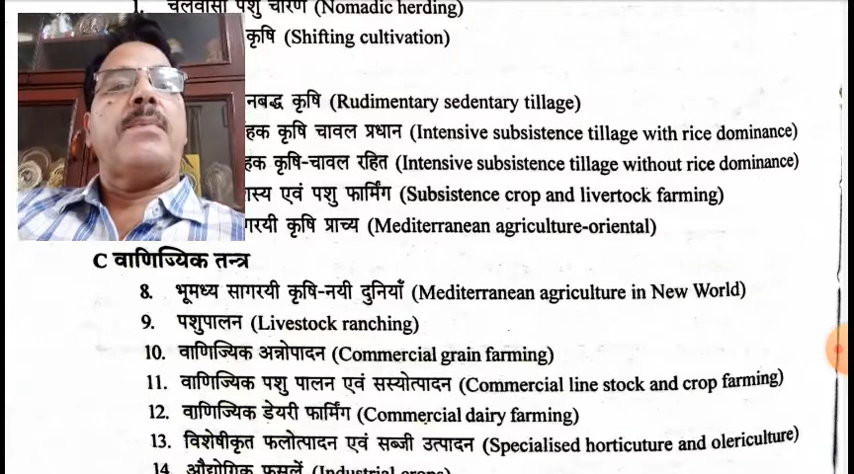 1. चलवासी पशु चारण (Nomadic herding)
कृषि (Shifting cultivation)
नबद्ध कृषि (Rudimentary sedentary tillage)
हक कृषि चावल प्रधान (Intensive subsistence tillage with rice dominance)
हक कृषि-चावल रहित (Intensive subsistence tillage without rice dominance)
स्य एवं पशु फार्मिंग (Subsistence crop and livertock farming)
गरयी कृषि प्राच्य (Mediterranean agriculture-oriental)
C वाणिज्यिक तन्त्र
8. भूमध्य सागरयी कृषि-नयी दुनियाँ (Mediterranean agriculture in New World)
9. पशुपालन (Livestock ranching)
10. वाणिज्यिक अन्नोपादन (Commercial grain farming)
11. वाणिज्यिक पशु पालन एवं सस्योत्पादन (Commercial line stock and crop farming)
12. वाणिज्यिक डेयरी फार्मिंग (Commercial dairy farming)
13. विशेषीकृत फलोत्पादन एवं सब्जी उत्पादन (Specialised horticuture and olericulture)
14. औद्योगिक फसलें (Industrial crops)